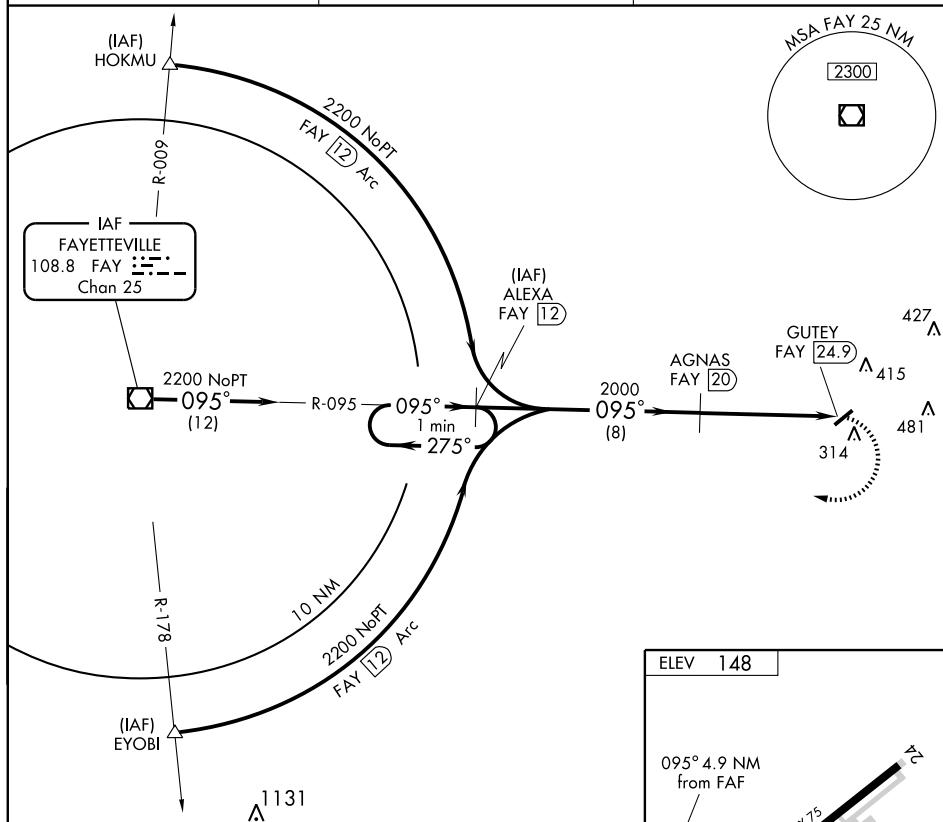 MSA FAY 25 NM
2300
(IAF)
HOKMU
2200 NoPT
FAY 12 Arc
R-009
IAF
FAYETTEVILLE
108.8 FAY
Chan 25
(IAF)
ALEXA
FAY 12
427
GUTEY
FAY 24.9
415
AGNAS
FAY 20
2200 NoPT
095°
(12)
R-095
095°
1 min
275°
2000
095°
(8)
481
314
10 NM
R-178
2200 NoPT
FAY 12 Arc
(IAF)
EYOBI
1131
ELEV 148
095° 4.9 NM
from FAF
24